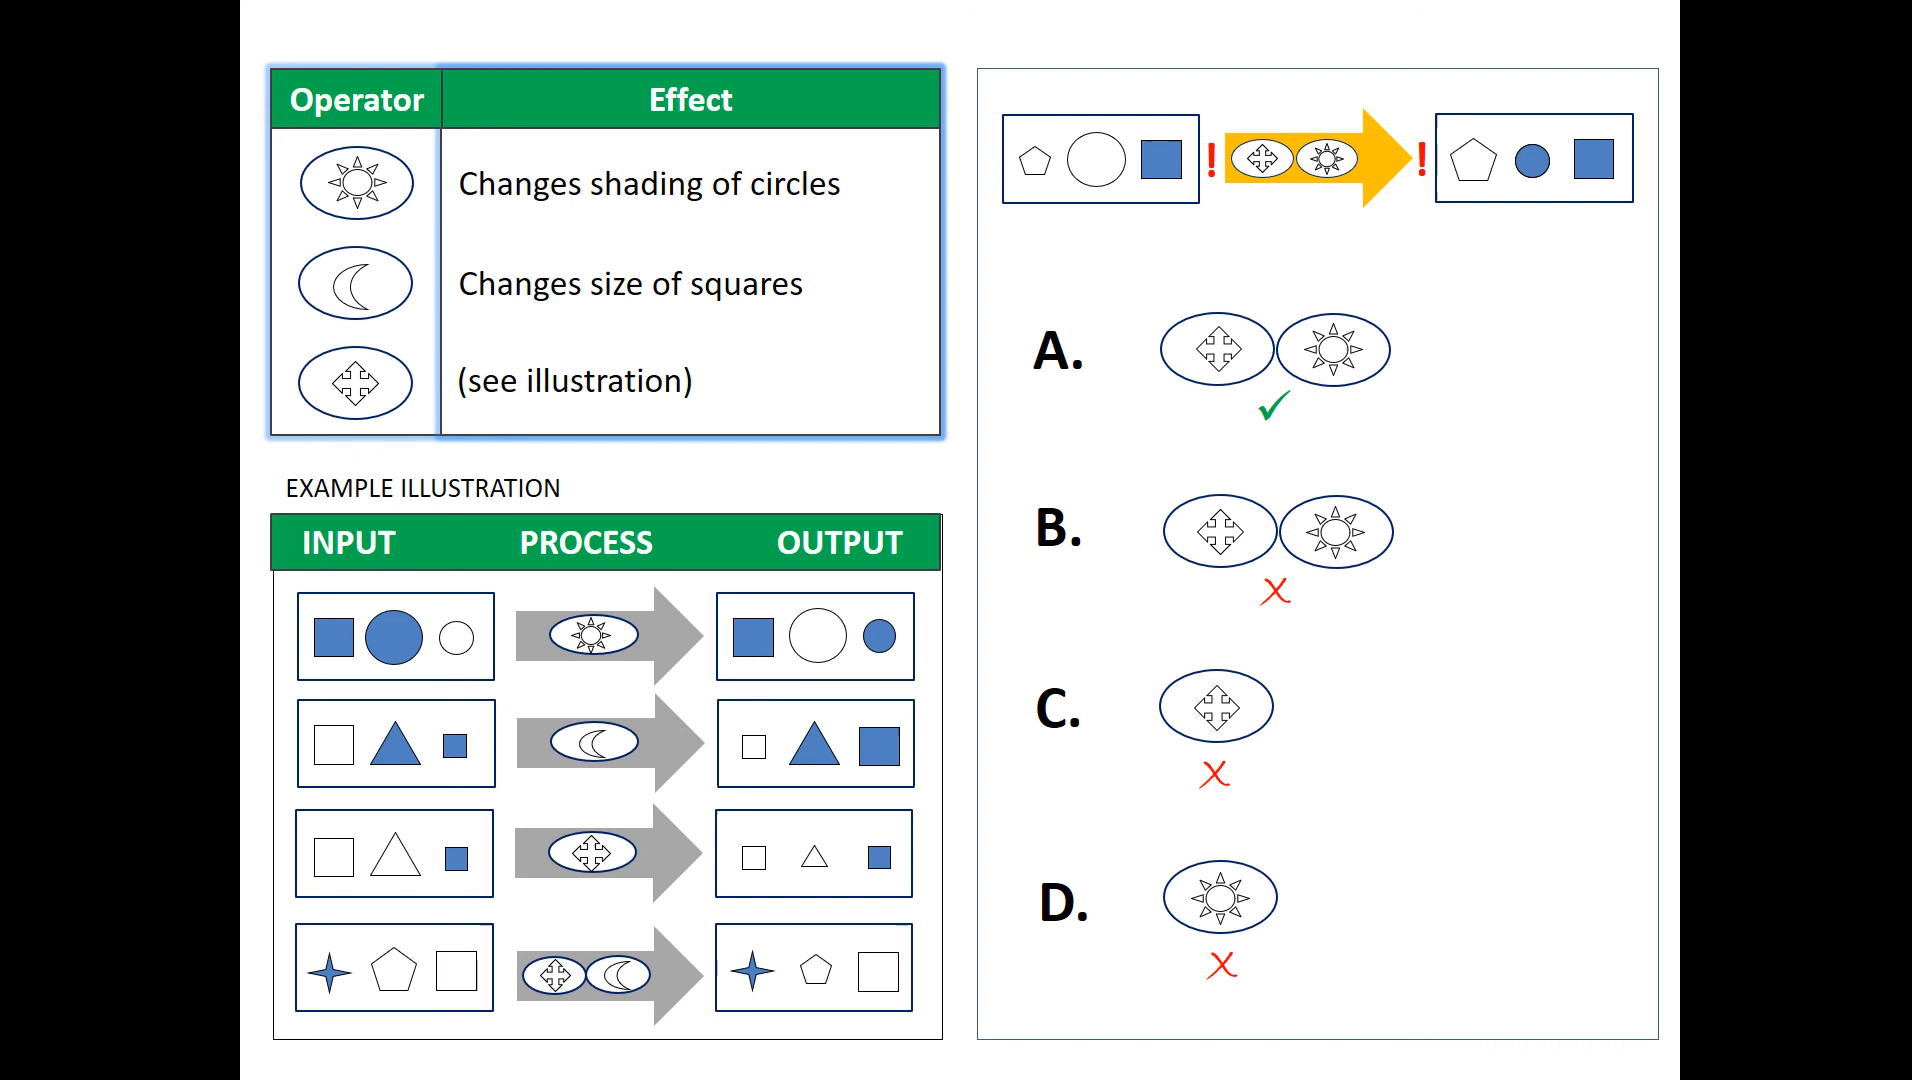 Operator Effect
Changes shading of circles
Changes size of squares
(see illustration)
EXAMPLE ILLUSTRATION
INPUT PROCESS OUTPUT
! !
A.
B.
C.
D.